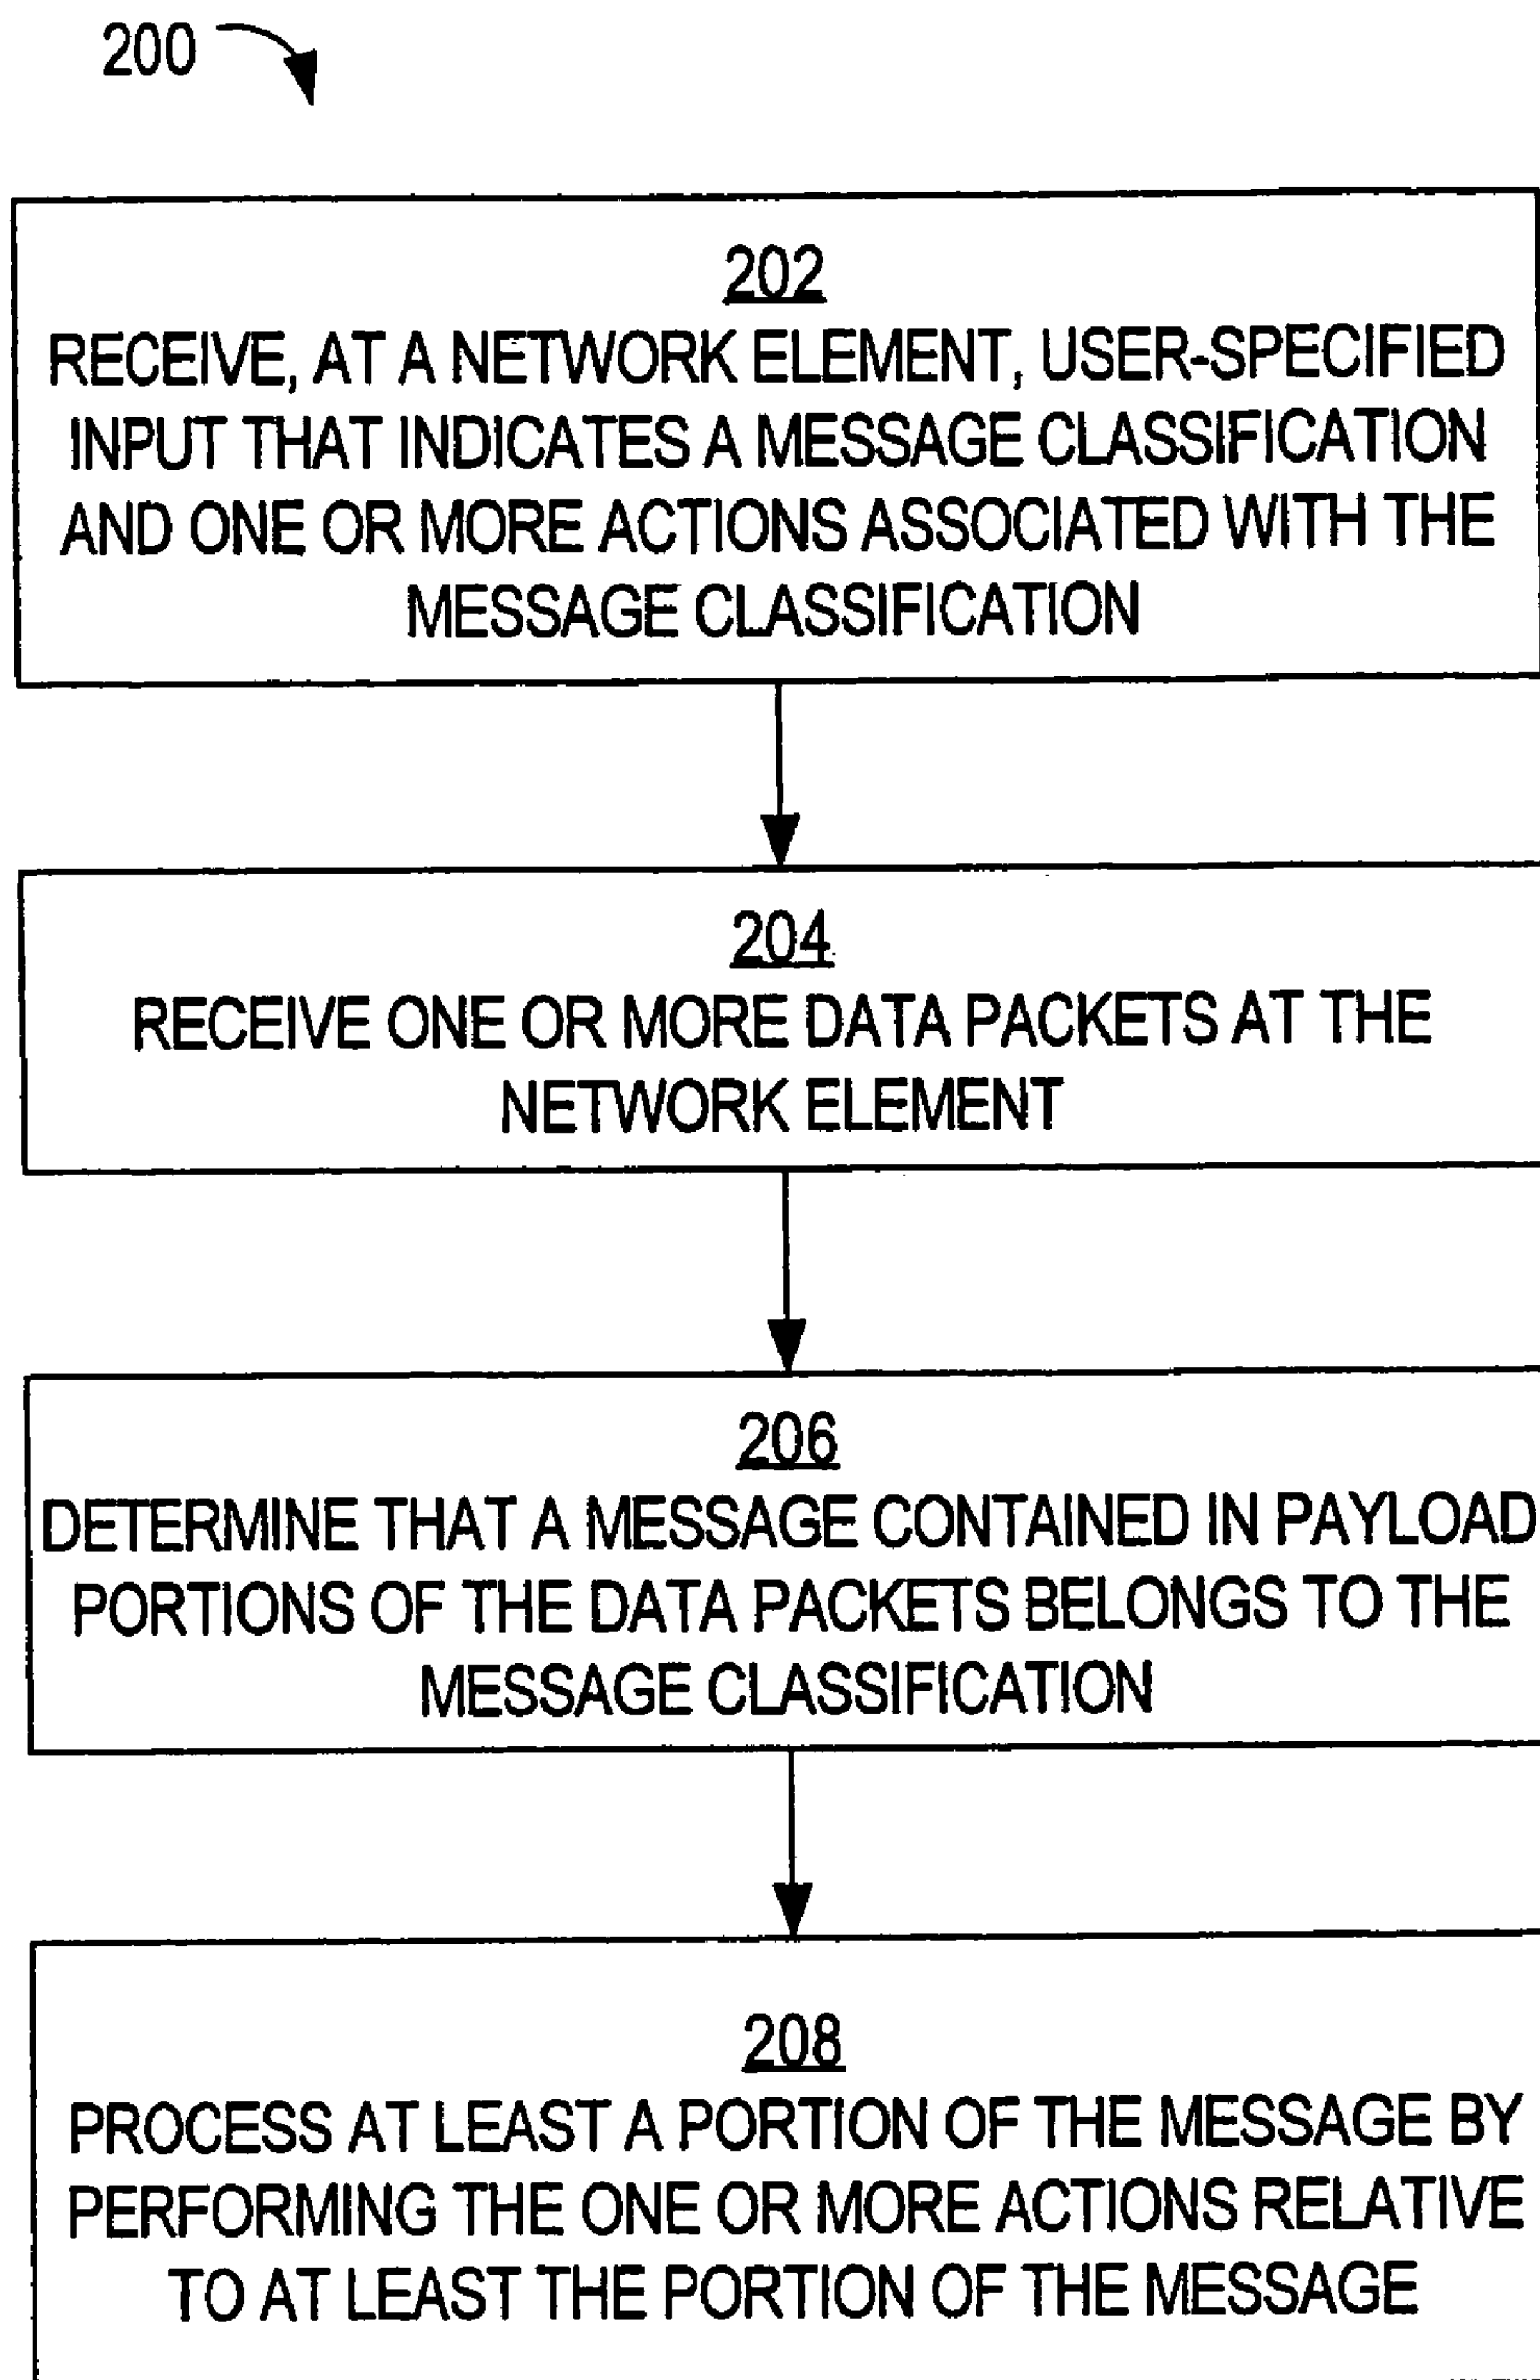 200
202
RECEIVE, AT A NETWORK ELEMENT, USER-SPECIFIED
INPUT THAT INDICATES A MESSAGE CLASSIFICATION
AND ONE OR MORE ACTIONS ASSOCIATED WITH THE
MESSAGE CLASSIFICATION
204
RECEIVE ONE OR MORE DATA PACKETS AT THE
NETWORK ELEMENT
206
DETERMINE THAT A MESSAGE CONTAINED IN PAYLOAD
PORTIONS OF THE DATA PACKETS BELONGS TO THE
MESSAGE CLASSIFICATION
208
PROCESS AT LEAST A PORTION OF THE MESSAGE BY
PERFORMING THE ONE OR MORE ACTIONS RELATIVE
TO AT LEAST THE PORTION OF THE MESSAGE